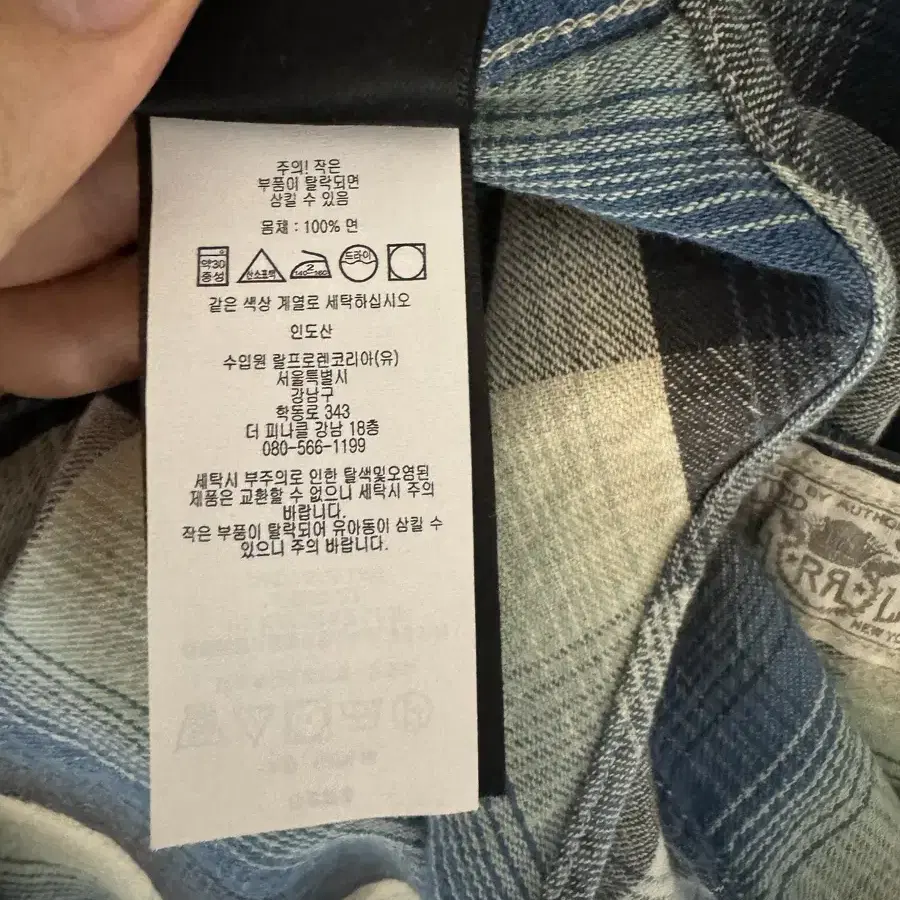 주의! 작은
부품이 탈락되면
삼킬 수 있음
몸체 : 100% 면
약30
중성
산소표백
2
140~160
드라이
같은 색상 계열로 세탁하십시오
인도산
수입원 랄프로렌코리아(유)
서울특별시
강남구
학동로 343
더 피나클 강남 18층
080-566-1199
세탁시 부주의로 인한 탈색및오염된
제품은 교환할 수 없으니 세탁시 주의
바랍니다.
작은 부품이 탈락되어 유아동이 삼킬 수
있으니 주의 바랍니다.
BY AUTHO
RR L
NEW YO